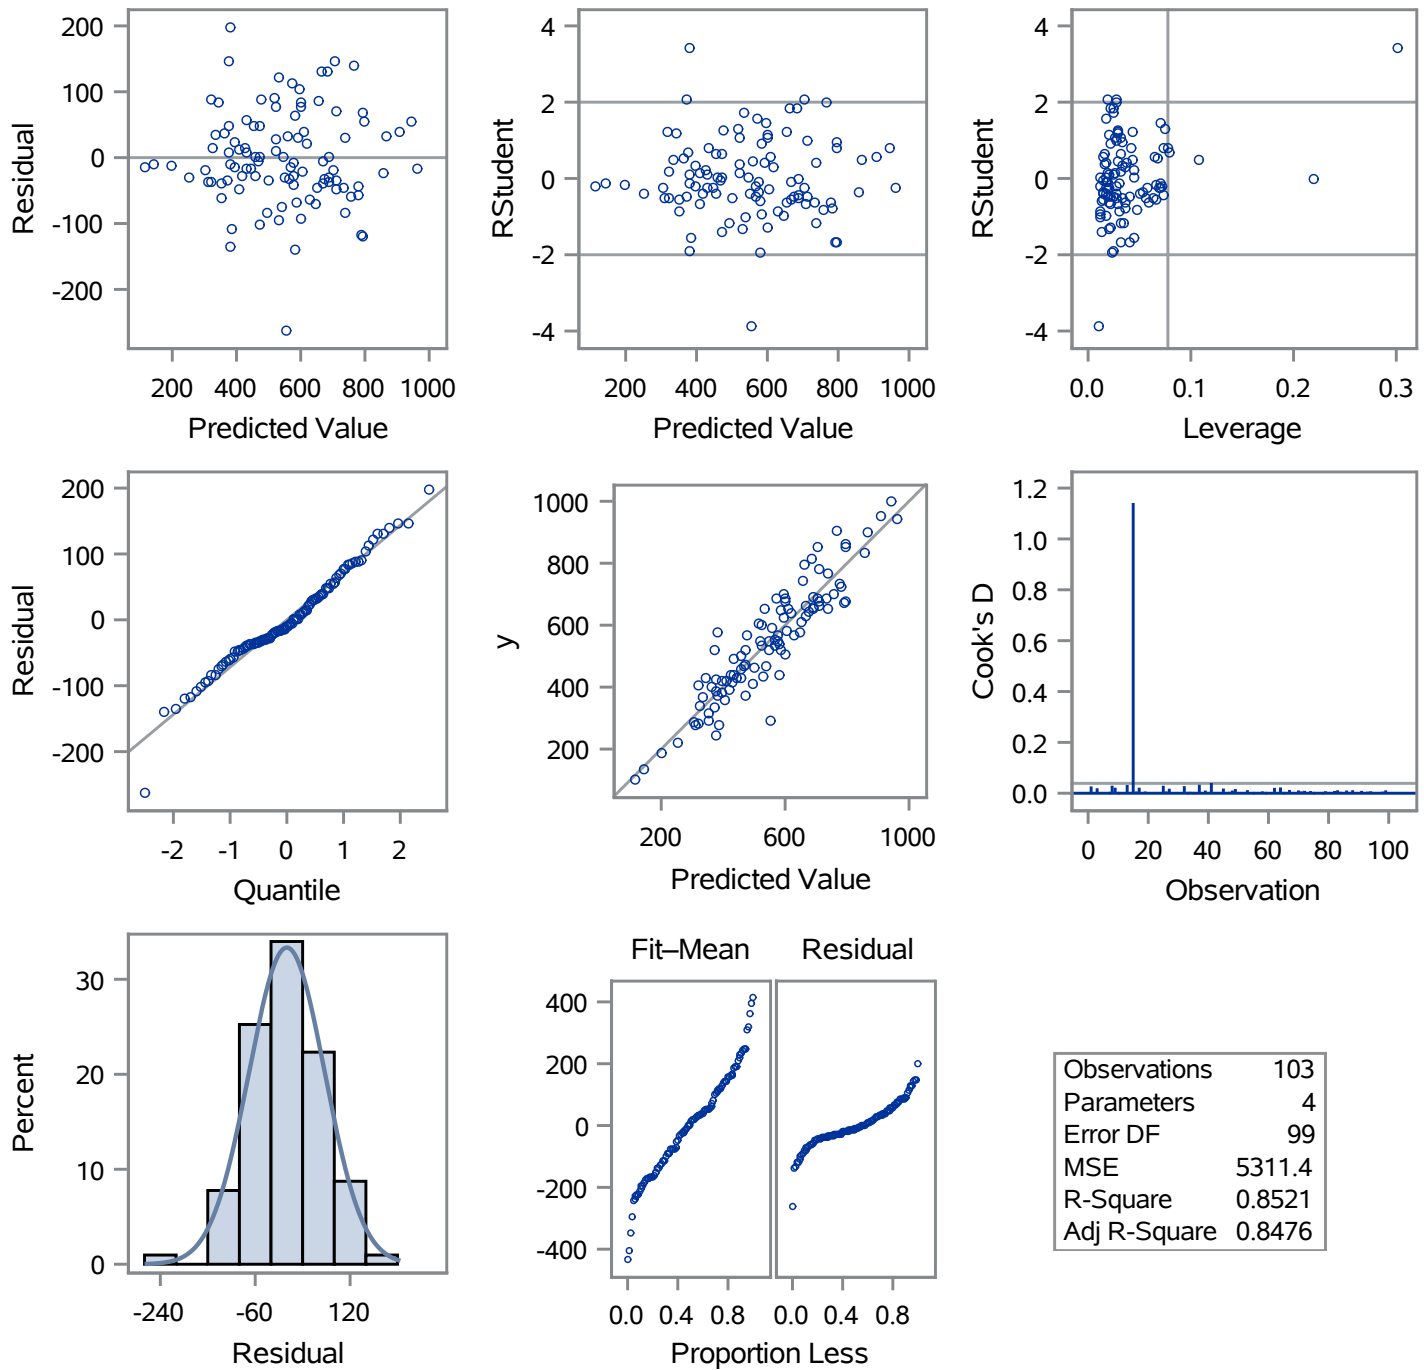 200
100
0
-100
-200
Residual
200 400 600 800 1000
Predicted Value
4
2
0
-2
-4
RStudent
200 400 600 800 1000
Predicted Value
4
2
0
-2
-4
RStudent
0.0 0.1 0.2 0.3
Leverage
200
100
0
-100
-200
Residual
-2 -1 0 1 2
Quantile
1000
800
600
400
200
y
200 600 1000
Predicted Value
1.2
1.0
0.8
0.6
0.4
0.2
0.0
Cook's D
0 20 40 60 80 100
Observation
30
20
10
0
Percent
-240 -60 120
Residual
Fit–Mean Residual
400
200
0
-200
-400
0.0 0.4 0.8 0.0 0.4 0.8
Proportion Less
Observations 103
Parameters 4
Error DF 99
MSE 5311.4
R-Square 0.8521
Adj R-Square 0.8476